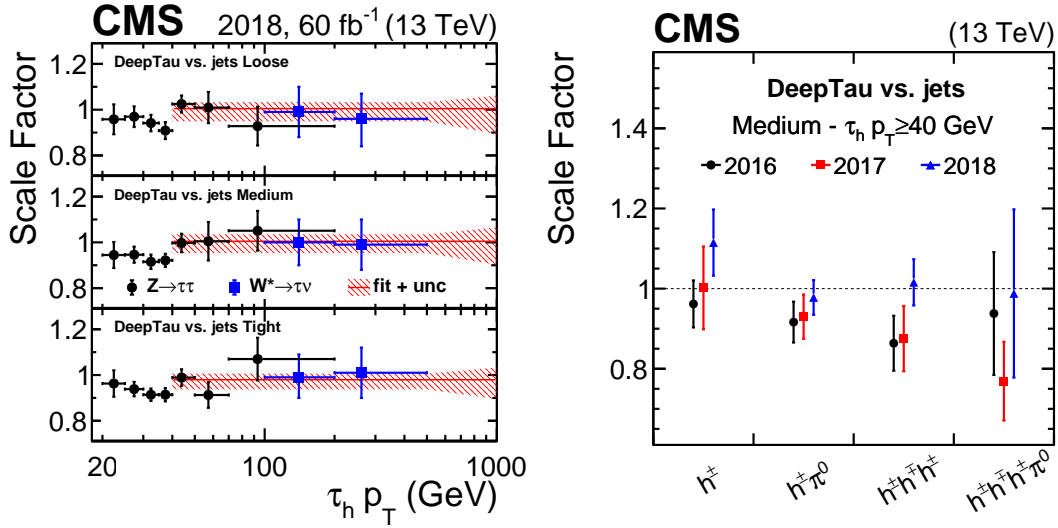 CMS 2018, 60 fb⁻¹ (13 TeV)
Scale Factor
1.2
1
0.8
DeepTau vs. jets Loose
1.2
1
0.8
DeepTau vs. jets Medium
Z→ττ W*→τν fit + unc
1.2
1
0.8
DeepTau vs. jets Tight
20 100 1000
τₕ p_T (GeV)
CMS (13 TeV)
Scale Factor
DeepTau vs. jets
Medium - τₕ p_T≥40 GeV
2016 2017 2018
1.4
1.2
1
0.8
h± h±π⁰ h±h∓h± h±h∓h±π⁰